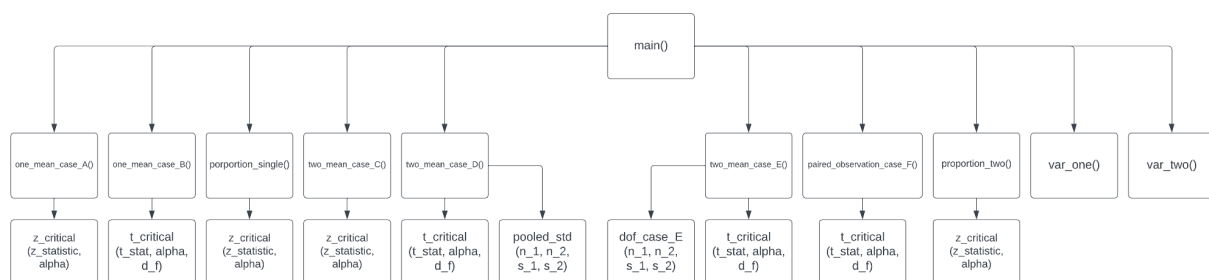 main()
one_mean_case_A()
one_mean_case_B()
porportion_single()
two_mean_case_C()
two_mean_case_D()
two_mean_case_E()
paired_observation_case_F()
proportion_two()
var_one()
var_two()
z_critical
(z_statistic,
alpha)
t_critical
(t_stat, alpha,
d_f)
z_critical
(z_statistic,
alpha)
z_critical
(z_statistic,
alpha)
t_critical
(t_stat, alpha,
d_f)
pooled_std
(n_1, n_2,
s_1, s_2)
dof_case_E
(n_1, n_2,
s_1, s_2)
t_critical
(t_stat, alpha,
d_f)
t_critical
(t_stat, alpha,
d_f)
z_critical
(z_statistic,
alpha)